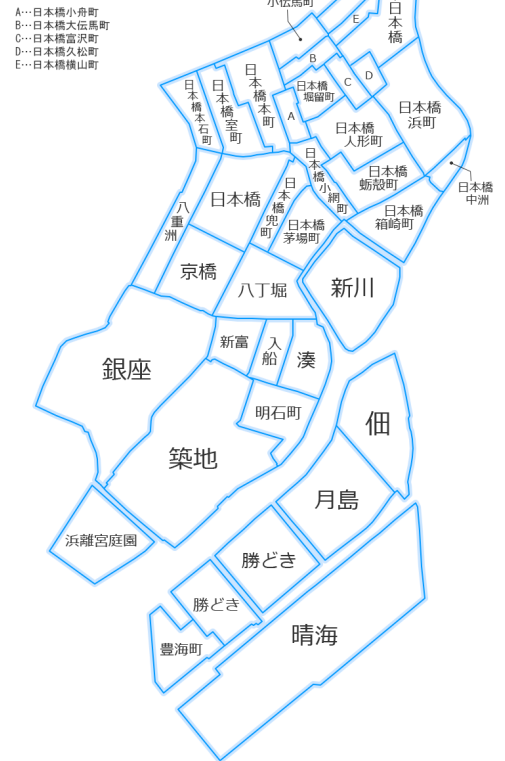 A…日本橋小舟町
B…日本橋大伝馬町
C…日本橋富沢町
D…日本橋久松町
E…日本橋横山町
小伝馬町
日本橋
E
B
C
D
A
日本橋本石町
日本橋室町
日本橋本町
日本橋
堀留町
日本橋
浜町
日本橋
人形町
日本橋
蛎殻町
日本橋
中洲
日本橋小網町
日本橋
箱崎町
日本橋兜町
日本橋
茅場町
日本橋
八重洲
京橋
八丁堀
新川
銀座
新富
入船
湊
明石町
佃
築地
月島
浜離宮庭園
勝どき
勝どき
晴海
豊海町